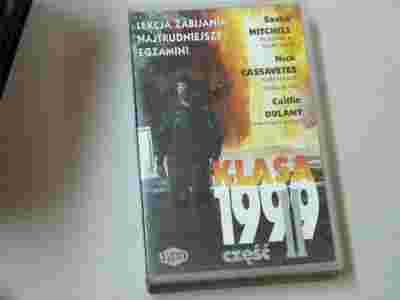 LEKCJA ZABIJANIA
NAJTRUDNIEJSZY
EGZAMIN!
Sasha
MITCHELL
Nick
CASSAVETES
Caitlin
DULANY
KLASA
1999
II
część